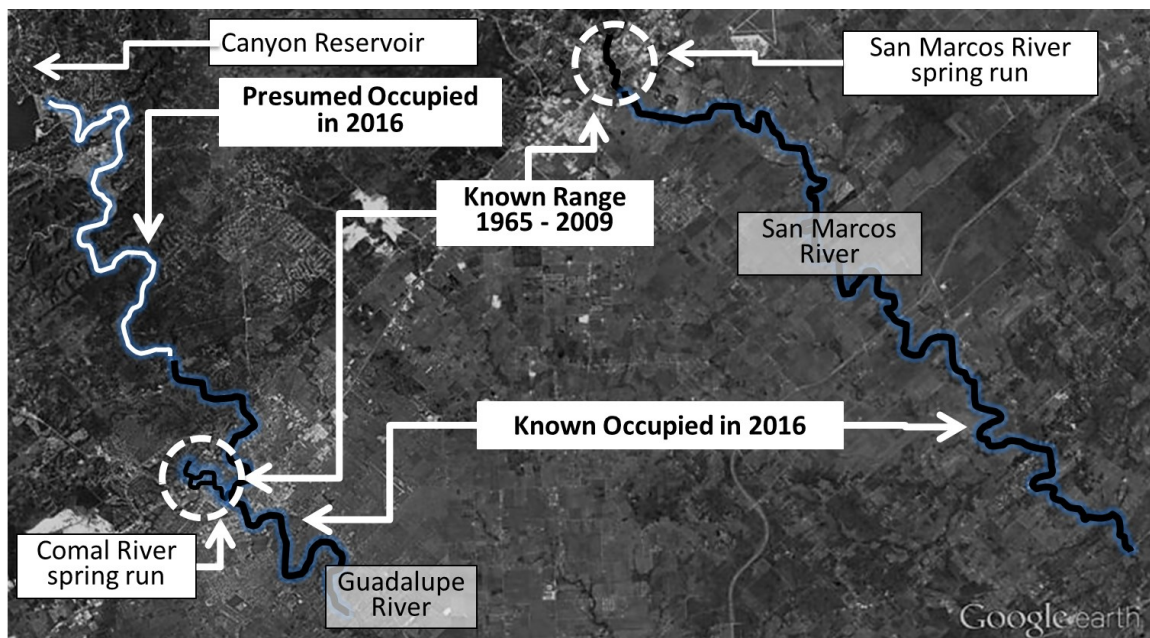 Canyon Reservoir
Presumed Occupied
in 2016
San Marcos River
spring run
Known Range
1965 - 2009
San Marcos
River
Known Occupied in 2016
Comal River
spring run
Guadalupe
River
Google earth